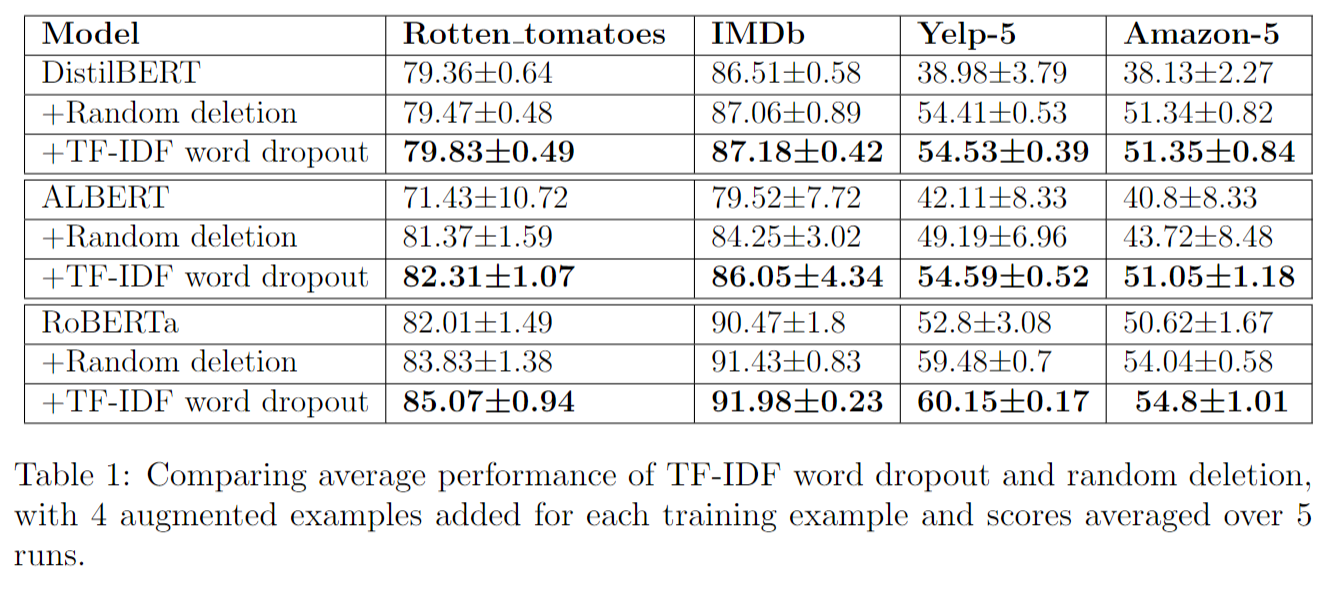 Model Rotten_tomatoes IMDb Yelp-5 Amazon-5
DistilBERT 79.36±0.64 86.51±0.58 38.98±3.79 38.13±2.27
+Random deletion 79.47±0.48 87.06±0.89 54.41±0.53 51.34±0.82
+TF-IDF word dropout 79.83±0.49 87.18±0.42 54.53±0.39 51.35±0.84
ALBERT 71.43±10.72 79.52±7.72 42.11±8.33 40.8±8.33
+Random deletion 81.37±1.59 84.25±3.02 49.19±6.96 43.72±8.48
+TF-IDF word dropout 82.31±1.07 86.05±4.34 54.59±0.52 51.05±1.18
RoBERTa 82.01±1.49 90.47±1.8 52.8±3.08 50.62±1.67
+Random deletion 83.83±1.38 91.43±0.83 59.48±0.7 54.04±0.58
+TF-IDF word dropout 85.07±0.94 91.98±0.23 60.15±0.17 54.8±1.01
Table 1: Comparing average performance of TF-IDF word dropout and random deletion,
with 4 augmented examples added for each training example and scores averaged over 5
runs.